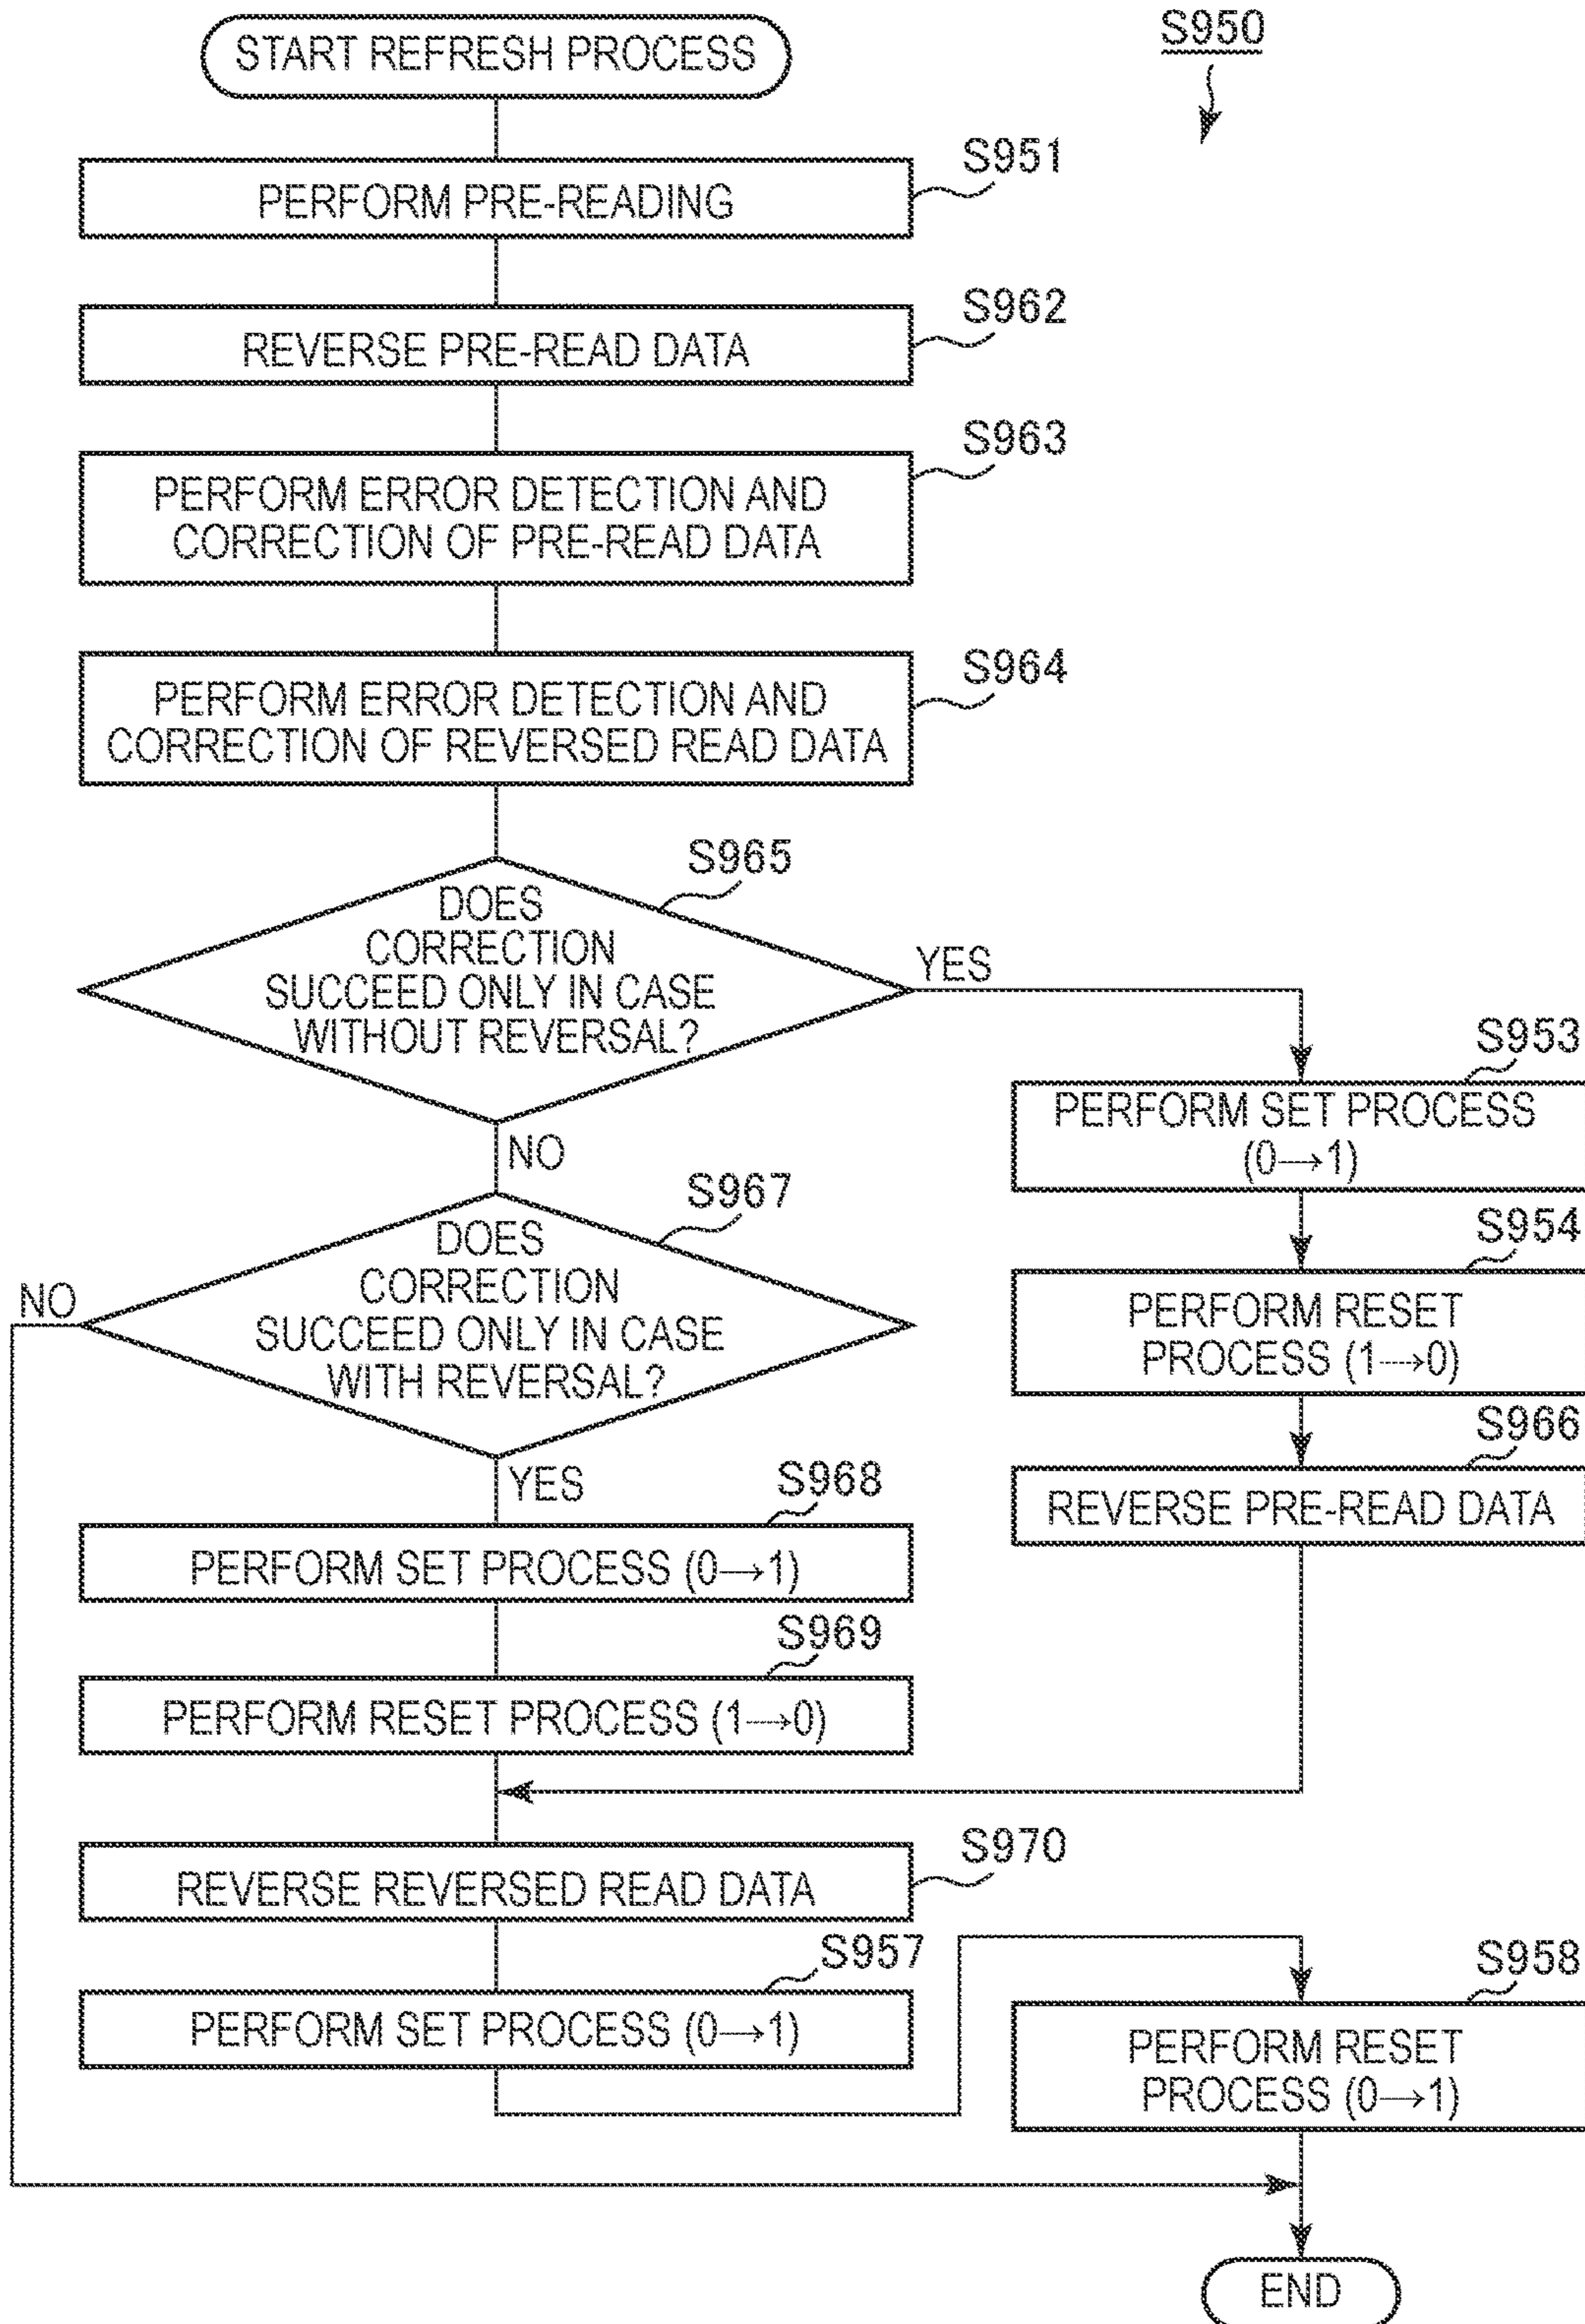 START REFRESH PROCESS
S950
S951
PERFORM PRE-READING
S962
REVERSE PRE-READ DATA
S963
PERFORM ERROR DETECTION AND
CORRECTION OF PRE-READ DATA
S964
PERFORM ERROR DETECTION AND
CORRECTION OF REVERSED READ DATA
S965
DOES
CORRECTION
SUCCEED ONLY IN CASE
WITHOUT REVERSAL?
YES
NO
S953
PERFORM SET PROCESS
(0→1)
S954
PERFORM RESET
PROCESS (1→0)
S966
REVERSE PRE-READ DATA
S967
DOES
CORRECTION
SUCCEED ONLY IN CASE
WITH REVERSAL?
NO
YES
S968
PERFORM SET PROCESS (0→1)
S969
PERFORM RESET PROCESS (1→0)
S970
REVERSE REVERSED READ DATA
S957
PERFORM SET PROCESS (0→1)
S958
PERFORM RESET
PROCESS (0→1)
END